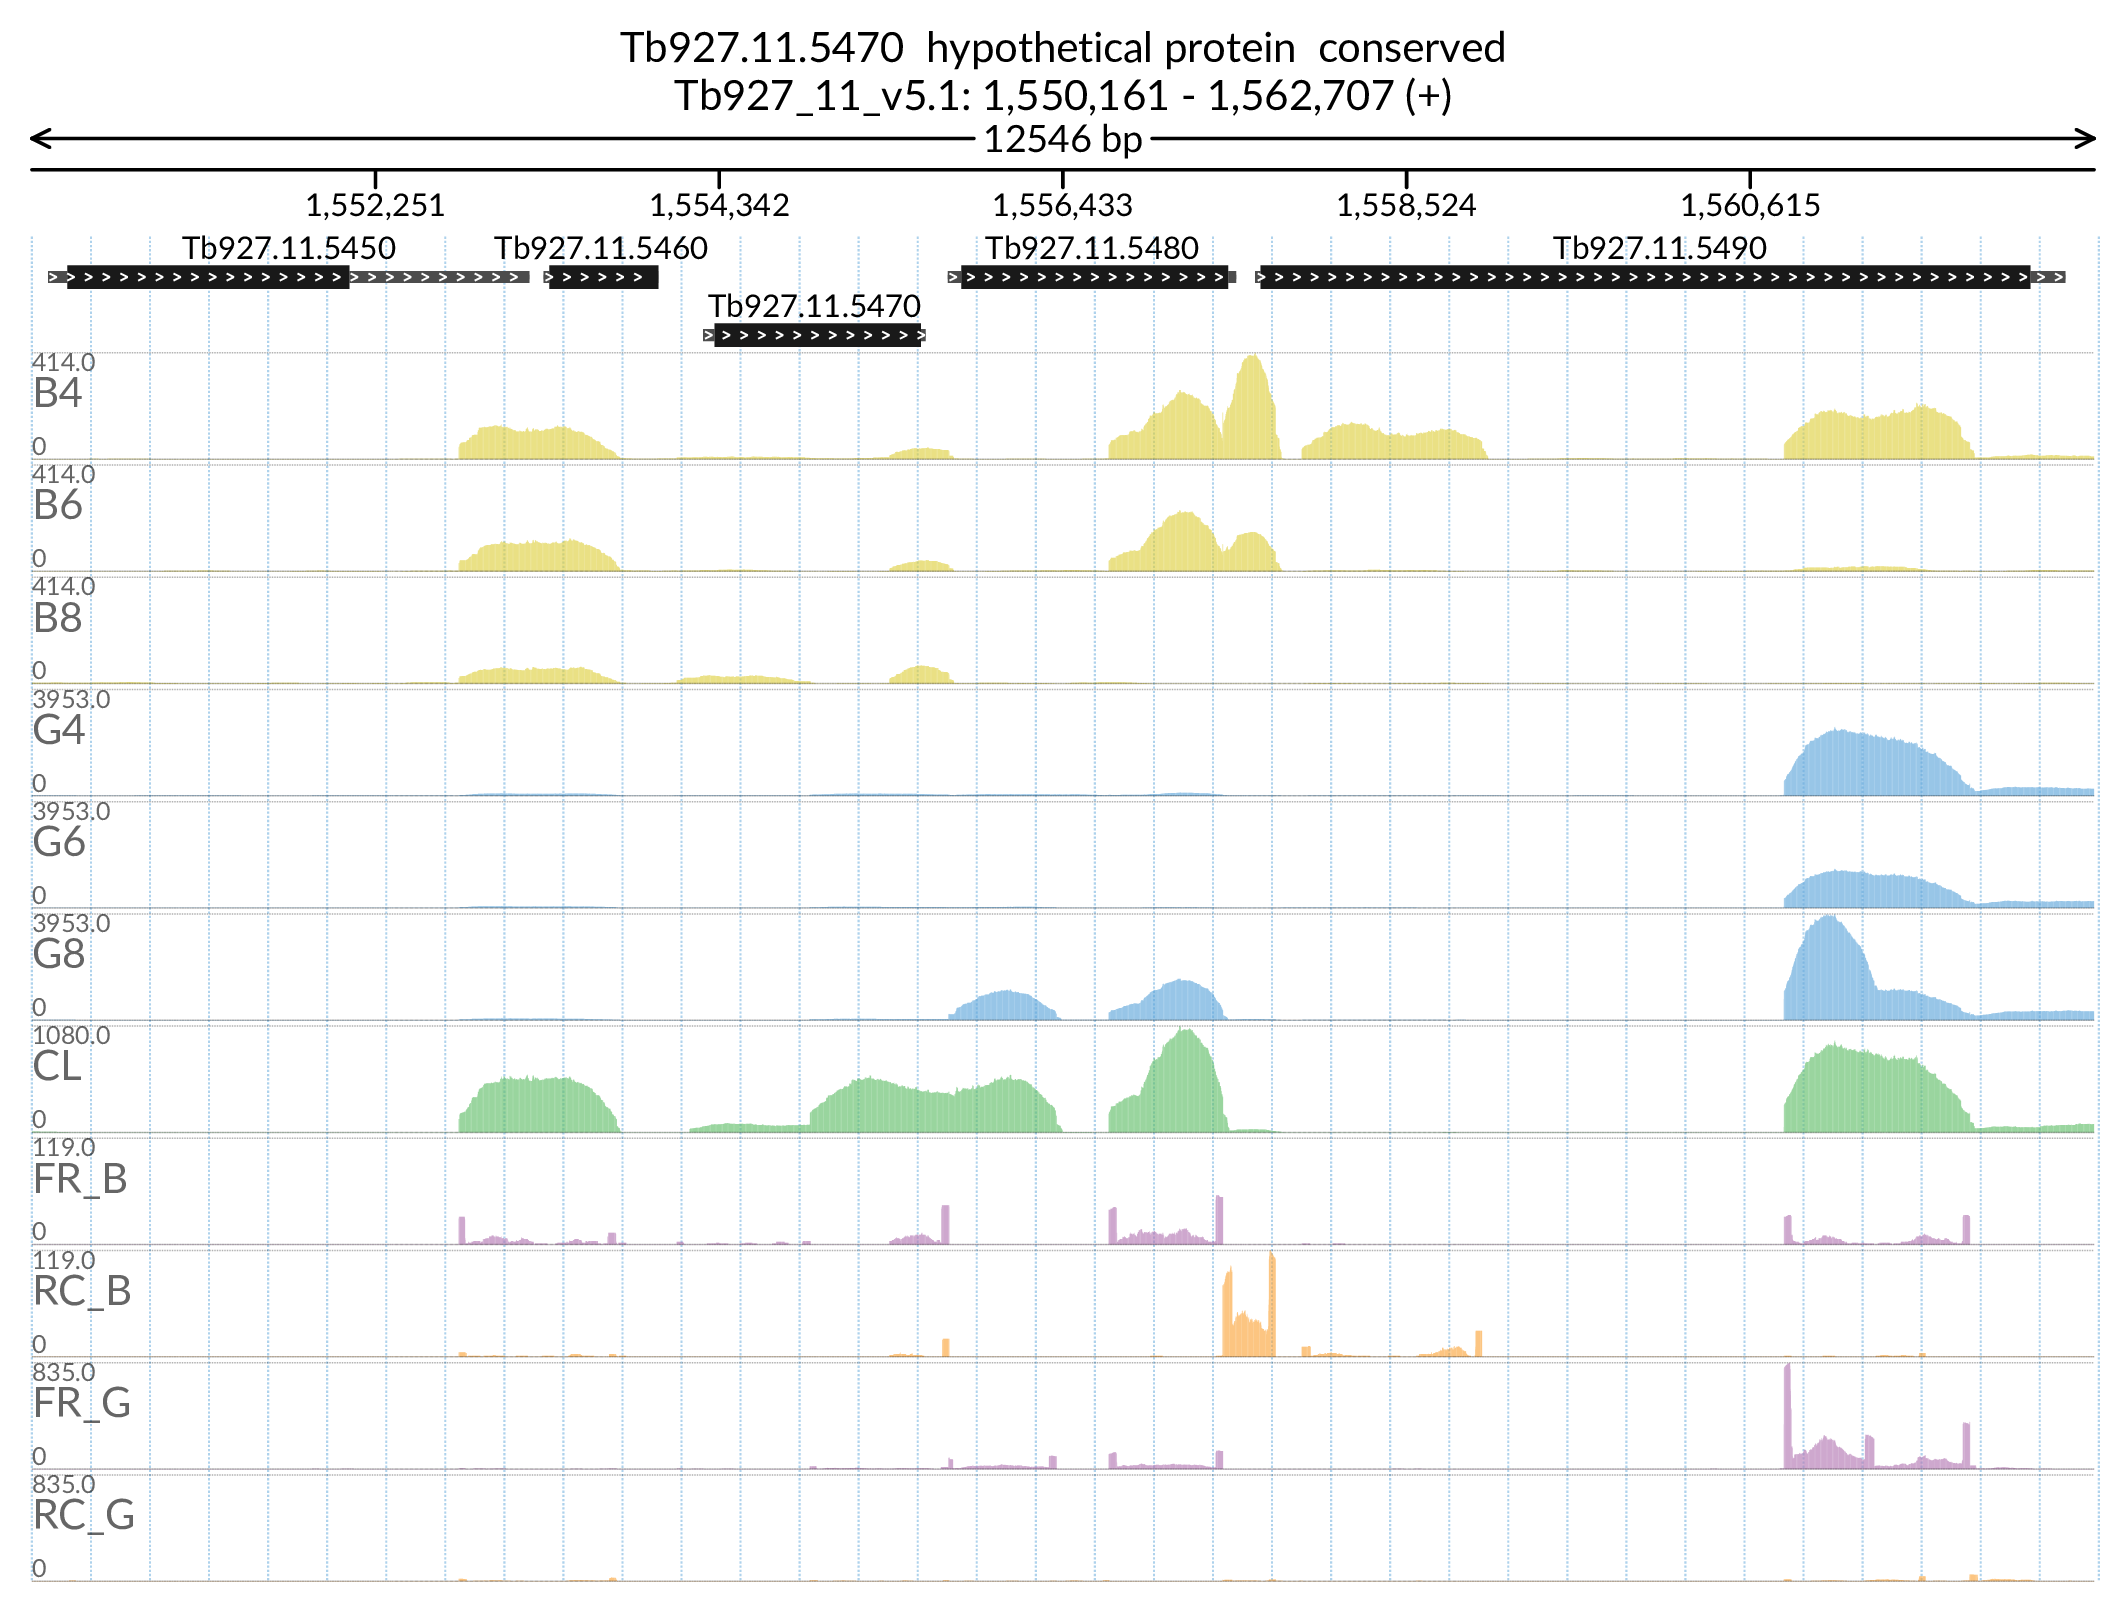 Tb927.11.5470  hypothetical protein  conserved
Tb927_11_v5.1: 1,550,161 - 1,562,707 (+)
12546 bp
1,552,251 1,554,342 1,556,433 1,558,524 1,560,615
Tb927.11.5450 Tb927.11.5460 Tb927.11.5480 Tb927.11.5490
Tb927.11.5470
414.0
B4
0
414.0
B6
0
414.0
B8
0
3953.0
G4
0
3953.0
G6
0
3953.0
G8
0
1080.0
CL
0
119.0
FR_B
0
119.0
RC_B
0
835.0
FR_G
0
835.0
RC_G
0